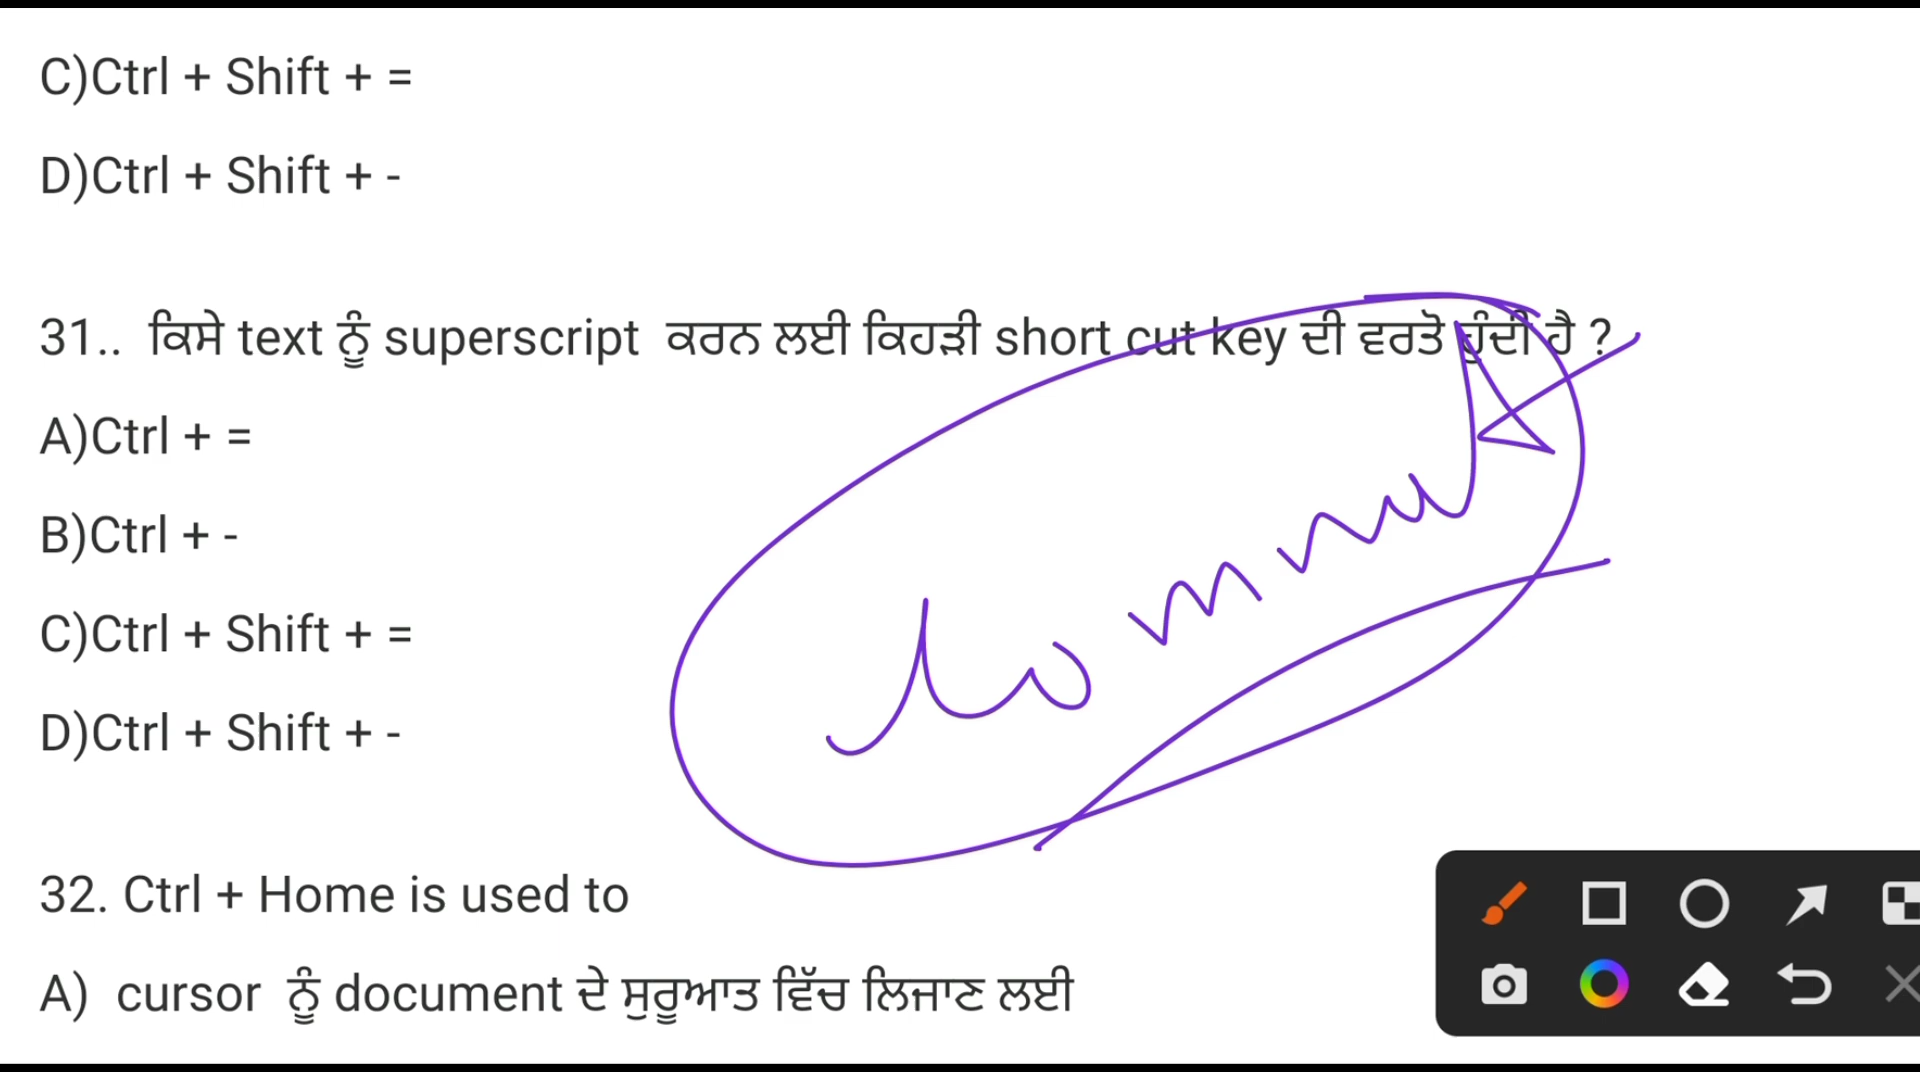 C)Ctrl + Shift + =
D)Ctrl + Shift + -
31.. ਕਿਸੇ text ਨੂੰ superscript ਕਰਨ ਲਈ ਕਿਹੜੀ short cut key ਦੀ ਵਰਤੋ ਹੁੰਦੀ ਹੈ ?
A)Ctrl + =
B)Ctrl + -
C)Ctrl + Shift + =
D)Ctrl + Shift + -
32. Ctrl + Home is used to
A) cursor ਨੂੰ document ਦੇ ਸੁਰੂਆਤ ਵਿੱਚ ਲਿਜਾਣ ਲਈ